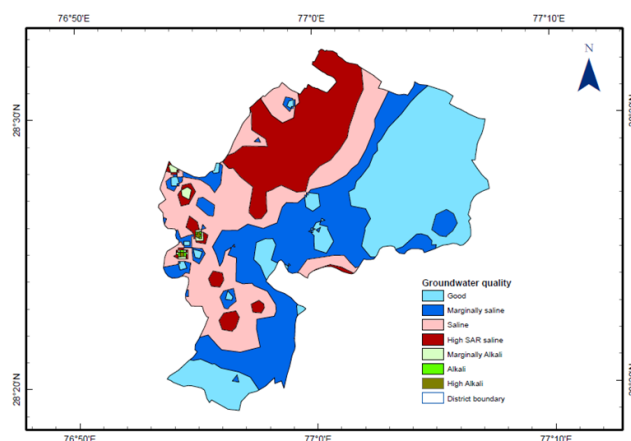 76°50'E 77°0'E 77°10'E
N
28°30'N
Groundwater quality
Good
Marginally saline
Saline
High SAR saline
Marginally Alkali
Alkali
High Alkali
District boundary
28°20'N
76°50'E 77°0'E 77°10'E